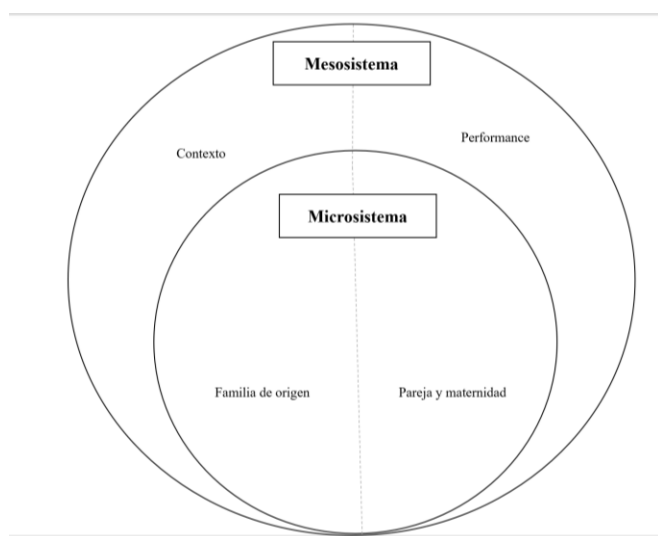 Mesosistema
Contexto
Performance
Microsistema
Familia de origen
Pareja y maternidad